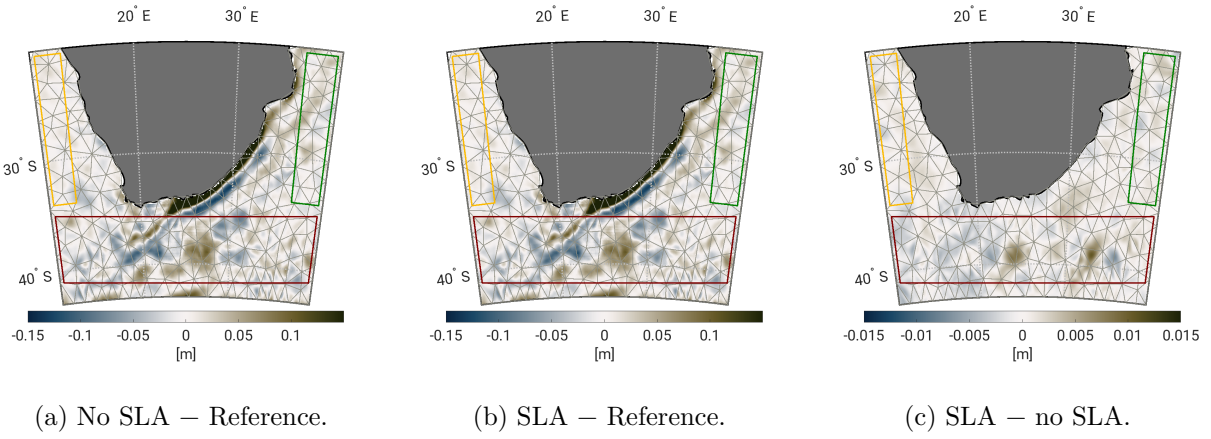 20° E 30° E
30° S
40° S
-0.15 -0.1 -0.05 0 0.05 0.1
[m]
(a) No SLA − Reference.
20° E 30° E
30° S
40° S
-0.15 -0.1 -0.05 0 0.05 0.1
[m]
(b) SLA − Reference.
20° E 30° E
30° S
40° S
-0.015 -0.01 -0.005 0 0.005 0.01 0.015
[m]
(c) SLA − no SLA.